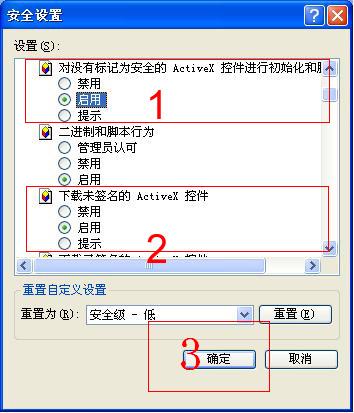 安全设置
设置(S):
对没有标记为安全的 ActiveX 控件进行初始化和
禁用
启用
提示
1
二进制和脚本行为
管理员认可
禁用
启用
下载未签名的 ActiveX 控件
禁用
启用
提示
2
重置自定义设置
重置为(R):
安全级 - 低
重置(E)
3
确定
取消